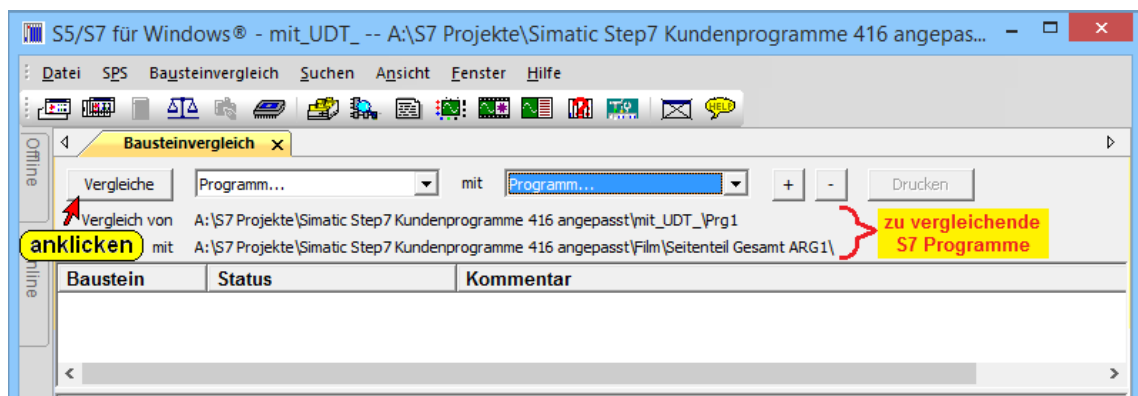 S5/S7 für Windows® - mit_UDT_ -- A:\S7 Projekte\Simatic Step7 Kundenprogramme 416 angepas...
Datei SPS Bausteinvergleich Suchen Ansicht Fenster Hilfe
HELP
Offline
Bausteinvergleich x
Vergleiche Programm... mit Programm... + - Drucken
Vergleich von A:\S7 Projekte\Simatic Step7 Kundenprogramme 416 angepasst\mit_UDT_\Prg1
zu vergleichende
anklicken mit A:\S7 Projekte\Simatic Step7 Kundenprogramme 416 angepasst\Film\Seitenteil Gesamt ARG1\
S7 Programme
Baustein Status Kommentar